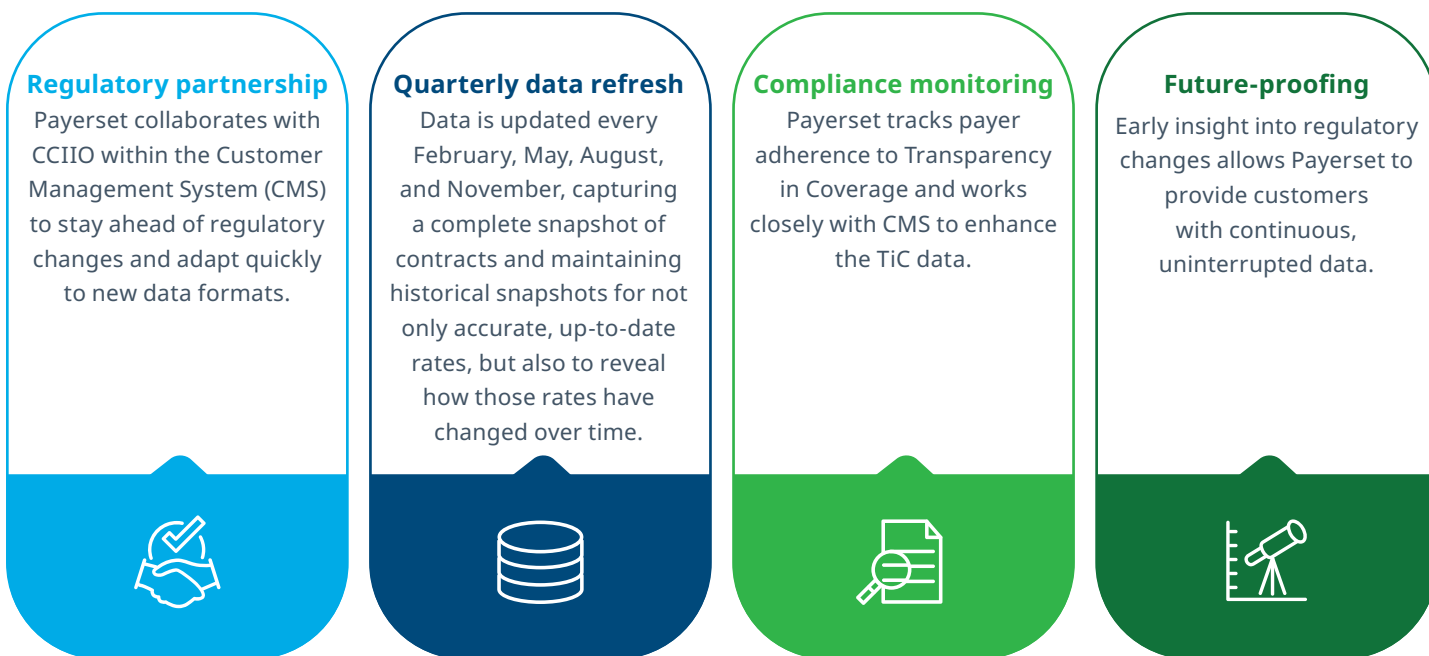 Regulatory partnership
Payerset collaborates with
CCIIO within the Customer
Management System (CMS)
to stay ahead of regulatory
changes and adapt quickly
to new data formats.
Quarterly data refresh
Data is updated every
February, May, August,
and November, capturing
a complete snapshot of
contracts and maintaining
historical snapshots for not
only accurate, up-to-date
rates, but also to reveal
how those rates have
changed over time.
Compliance monitoring
Payerset tracks payer
adherence to Transparency
in Coverage and works
closely with CMS to enhance
the TiC data.
Future-proofing
Early insight into regulatory
changes allows Payerset to
provide customers
with continuous,
uninterrupted data.